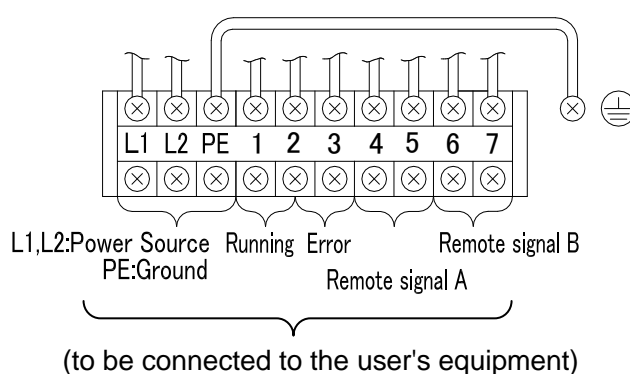 L1 L2 PE 1 2 3 4 5 6 7
L1,L2:Power Source Running Error Remote signal B
PE:Ground
Remote signal A
(to be connected to the user's equipment)